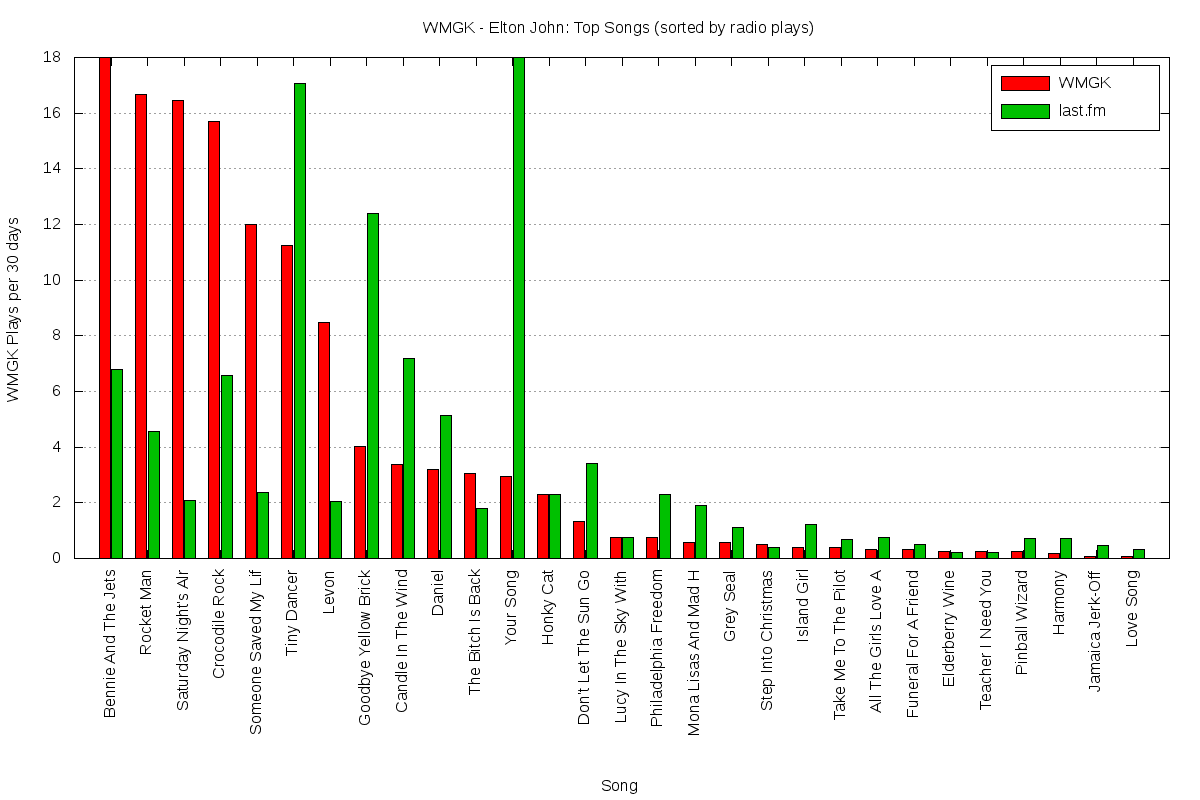 WMGK - Elton John: Top Songs (sorted by radio plays)
WMGK
last.fm
WMGK Plays per 30 days
18
16
14
12
10
8
6
4
2
0
Bennie And The Jets
Rocket Man
Saturday Night's Alr
Crocodile Rock
Someone Saved My Lif
Tiny Dancer
Levon
Goodbye Yellow Brick
Candle In The Wind
Daniel
The Bitch Is Back
Your Song
Honky Cat
Don't Let The Sun Go
Lucy In The Sky With
Philadelphia Freedom
Mona Lisas And Mad H
Grey Seal
Step Into Christmas
Island Girl
Take Me To The Pilot
All The Girls Love A
Funeral For A Friend
Elderberry Wine
Teacher I Need You
Pinball Wizard
Harmony
Jamaica Jerk-Off
Love Song
Song